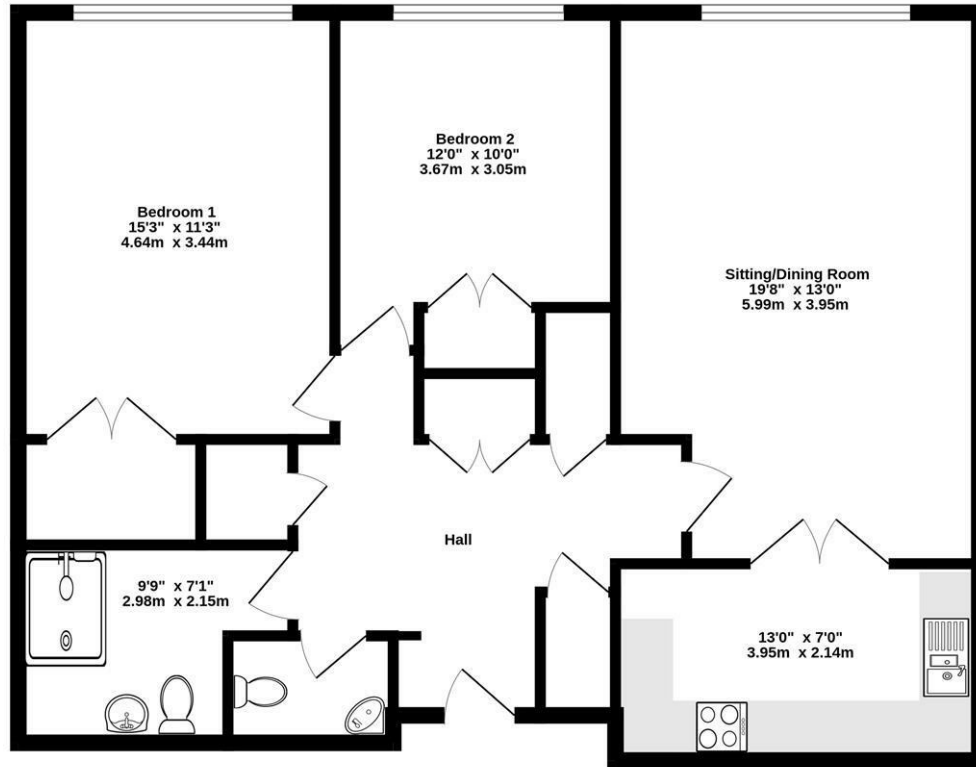 Bedroom 2
12'0" x 10'0"
3.67m x 3.05m
Bedroom 1
15'3" x 11'3"
4.64m x 3.44m
Sitting/Dining Room
19'8" x 13'0"
5.99m x 3.95m
Hall
9'9" x 7'1"
2.98m x 2.15m
13'0" x 7'0"
3.95m x 2.14m